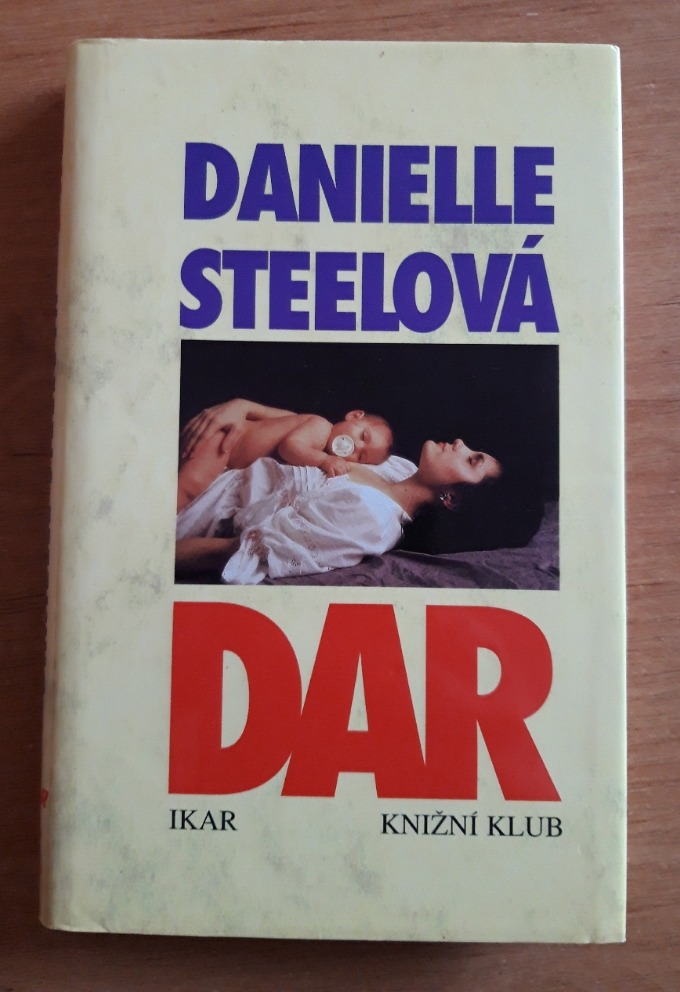 DANIELLE
STEELOVÁ
DAR
IKAR KNIŽNÍ KLUB